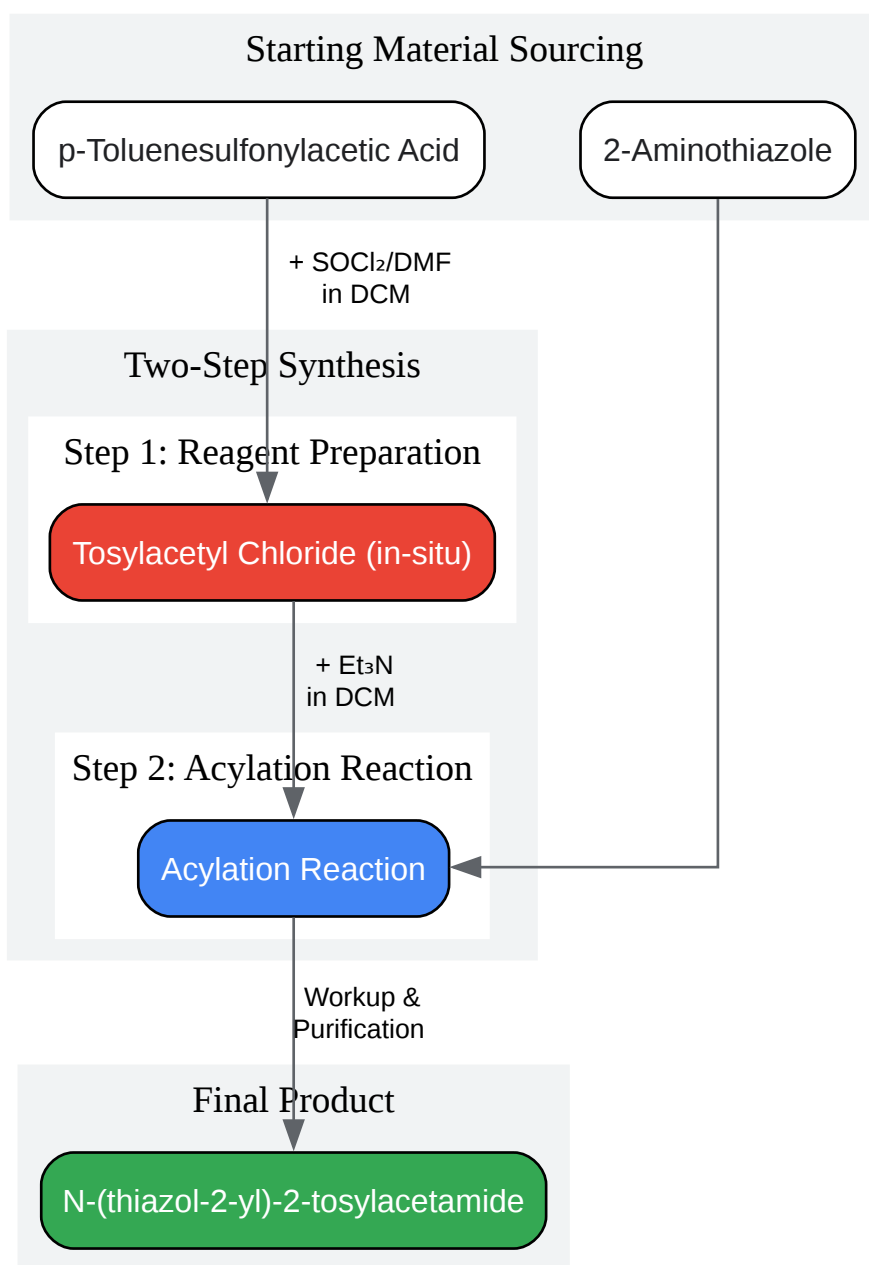 Starting Material Sourcing
p-Toluenesulfonylacetic Acid
2-Aminothiazole
+ SOCl₂/DMF
in DCM
Two-Step Synthesis
Step 1: Reagent Preparation
Tosylacetyl Chloride (in-situ)
+ Et₃N
in DCM
Step 2: Acylation Reaction
Acylation Reaction
Workup &
Purification
Final Product
N-(thiazol-2-yl)-2-tosylacetamide